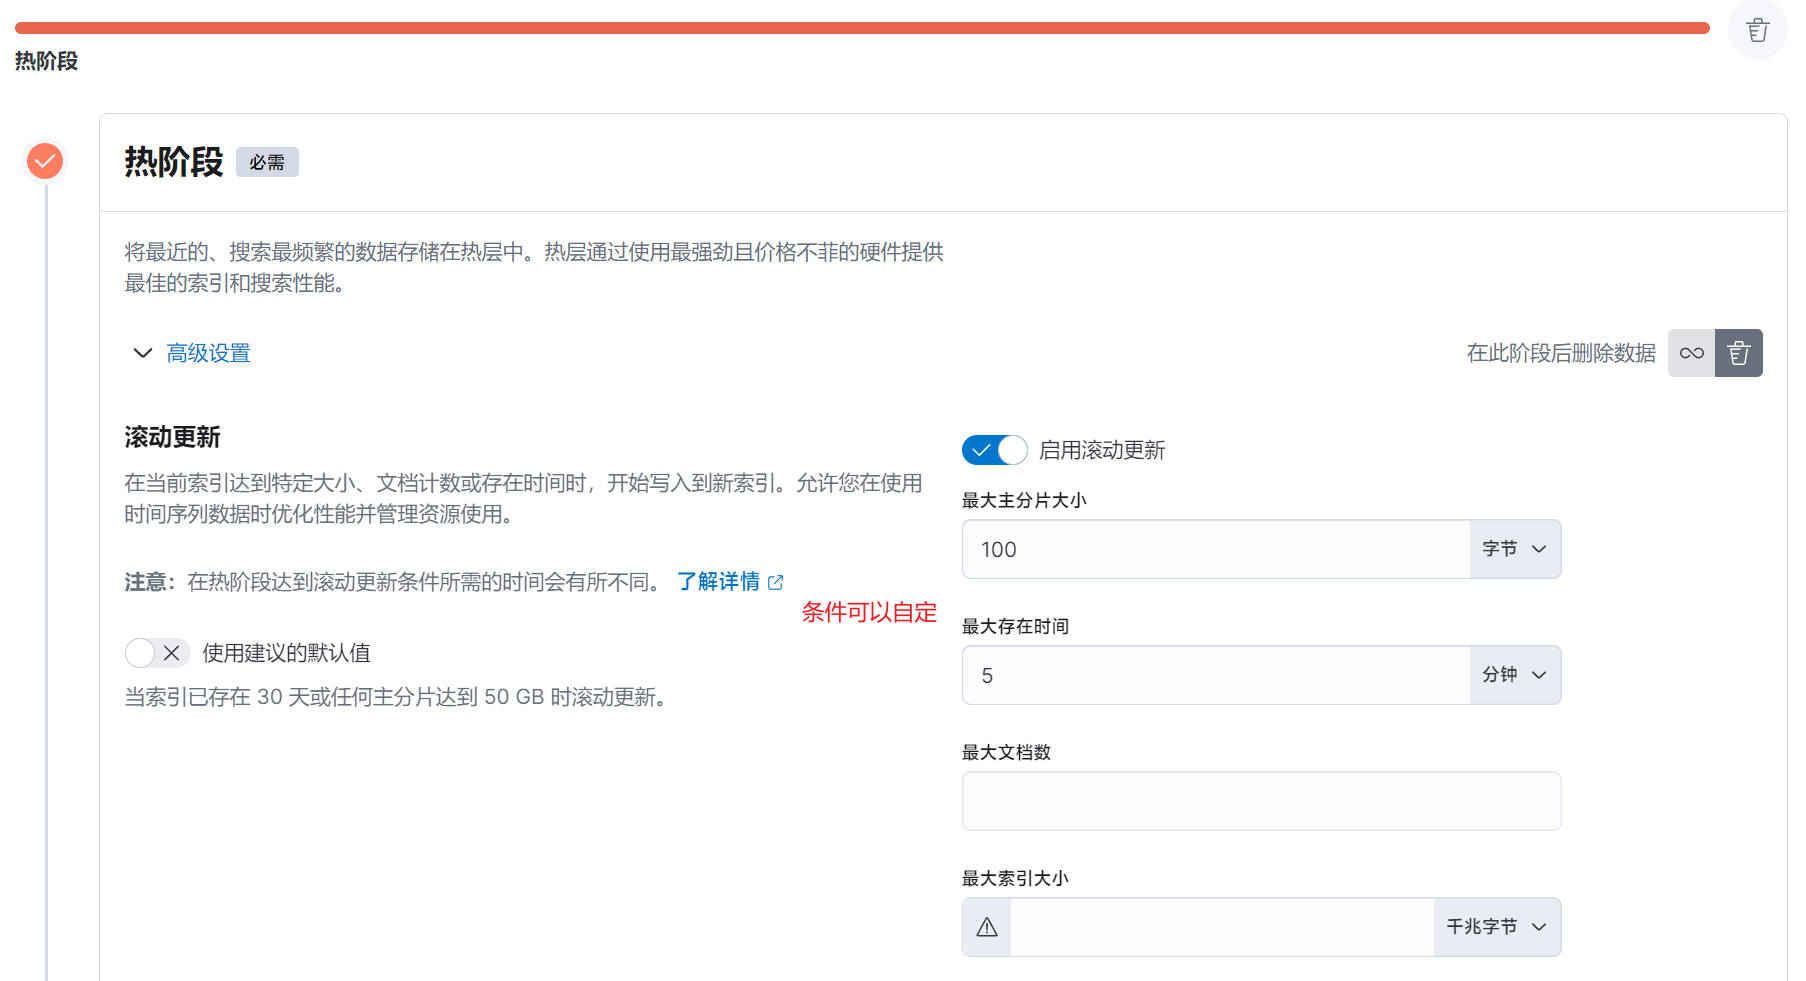 热阶段
热阶段 必需
将最近的、搜索最频繁的数据存储在热层中。热层通过使用最强劲且价格不菲的硬件提供
最佳的索引和搜索性能。
高级设置
在此阶段后删除数据
滚动更新
在当前索引达到特定大小、文档计数或存在时间时，开始写入到新索引。允许您在使用
时间序列数据时优化性能并管理资源使用。
注意：在热阶段达到滚动更新条件所需的时间会有所不同。 了解详情
条件可以自定
使用建议的默认值
当索引已存在 30 天或任何主分片达到 50 GB 时滚动更新。
启用滚动更新
最大主分片大小
100 字节
最大存在时间
5 分钟
最大文档数
最大索引大小
千兆字节